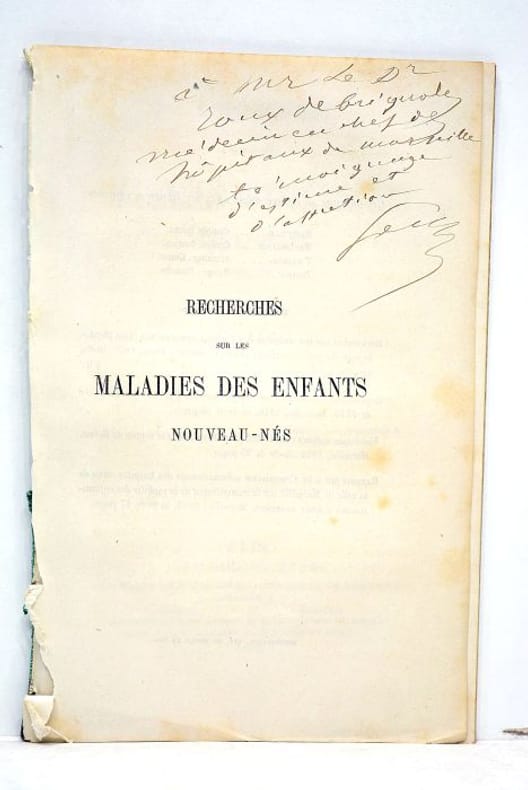 à Mr Le Dr
roux de brignole
médecin en chef des
hôpitaux de marseille
témoignage
d'estime et
d'affection
RECHERCHES
SUR LES
MALADIES DES ENFANTS
NOUVEAU-NÉS